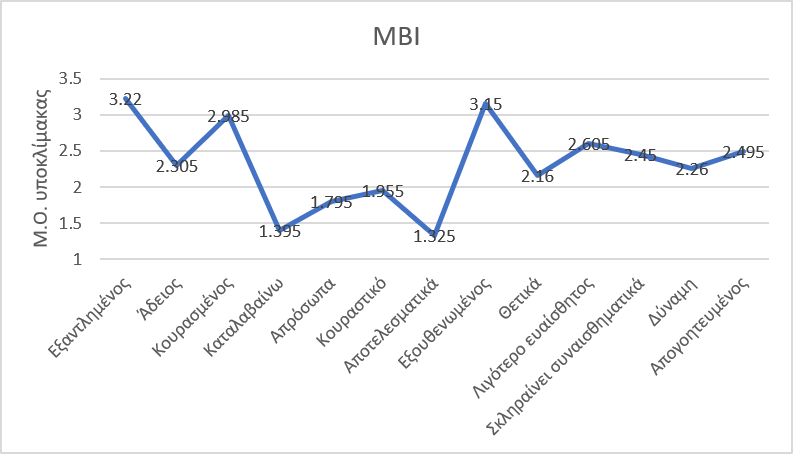 MBI
Μ.Ο. υποκλίμακας
3.5
3
2.5
2
1.5
1
3.22
2.305
2.985
1.395
1.795
1.955
1.325
3.15
2.16
2.605
2.45
2.26
2.495
Εξαντλημένος
Άδειος
Κουρασμένος
Καταλαβαίνω
Απρόσωπα
Κουραστικό
Αποτελεσματικά
Εξουθενωμένος
Θετικά
Λιγότερο ευαίσθητος
Σκληραίνει συναισθηματικά
Δύναμη
Απογοητευμένος